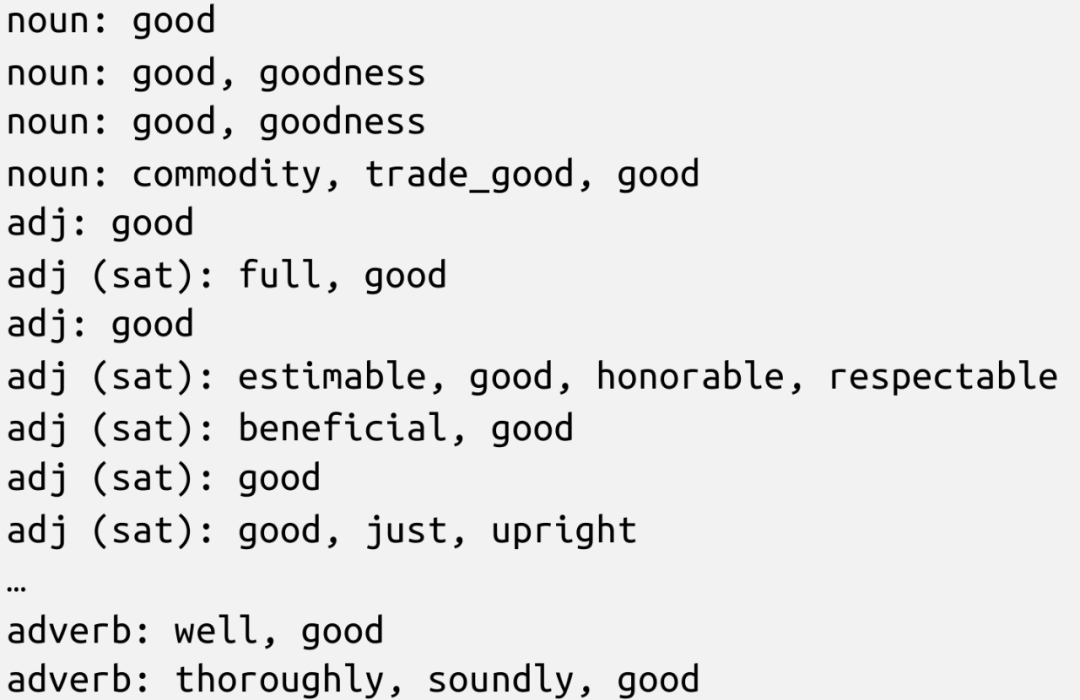 noun: good
noun: good, goodness
noun: good, goodness
noun: commodity, trade_good, good
adj: good
adj (sat): full, good
adj: good
adj (sat): estimable, good, honorable, respectable
adj (sat): beneficial, good
adj (sat): good
adj (sat): good, just, upright
…
adverb: well, good
adverb: thoroughly, soundly, good